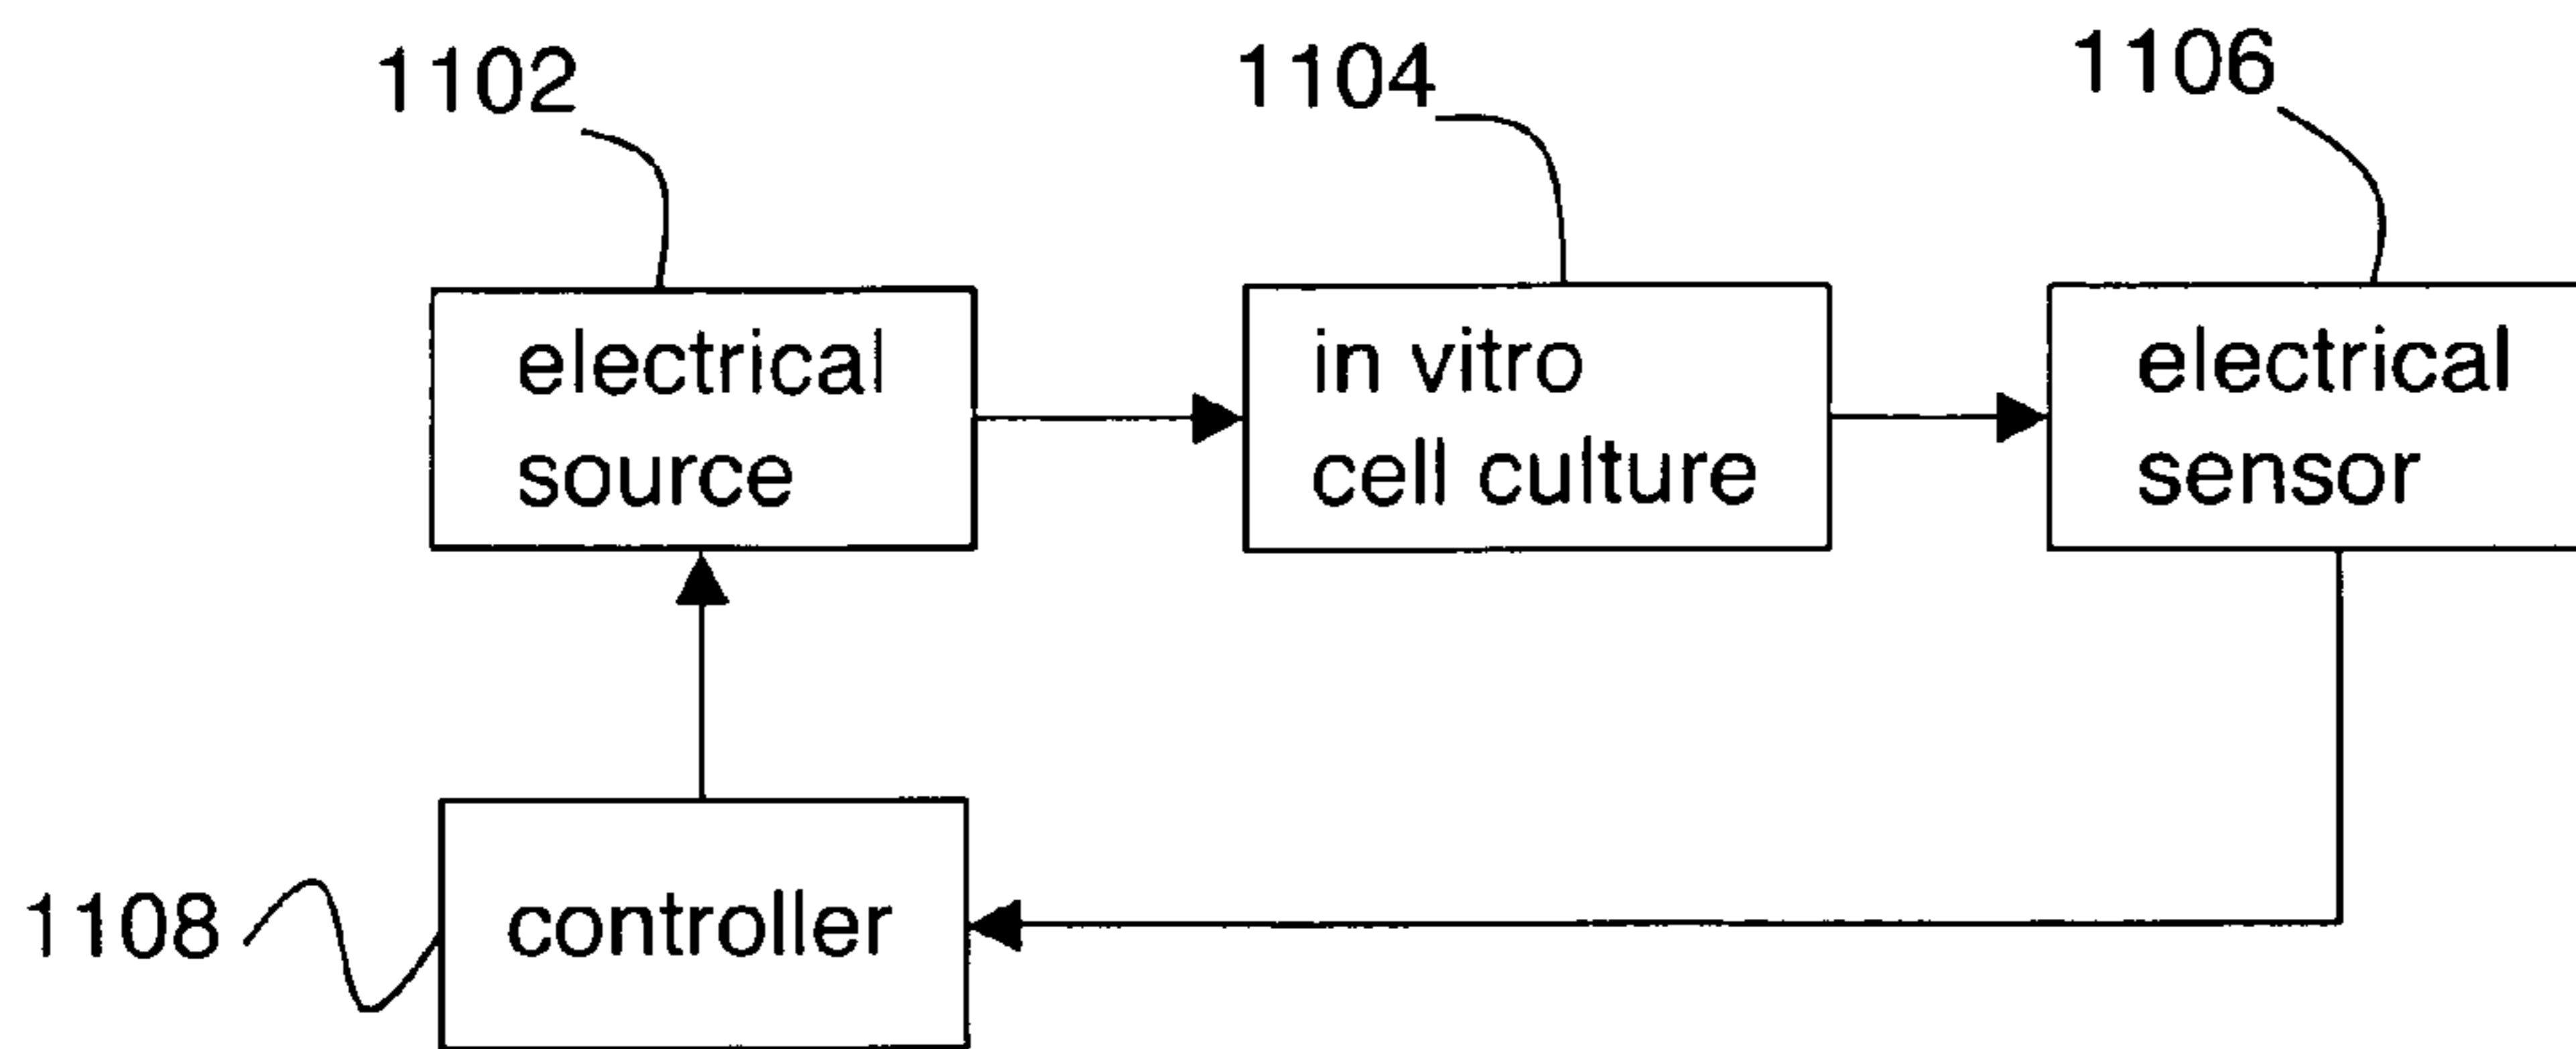 1102
1104
1106
electrical
source
in vitro
cell culture
electrical
sensor
1108
controller